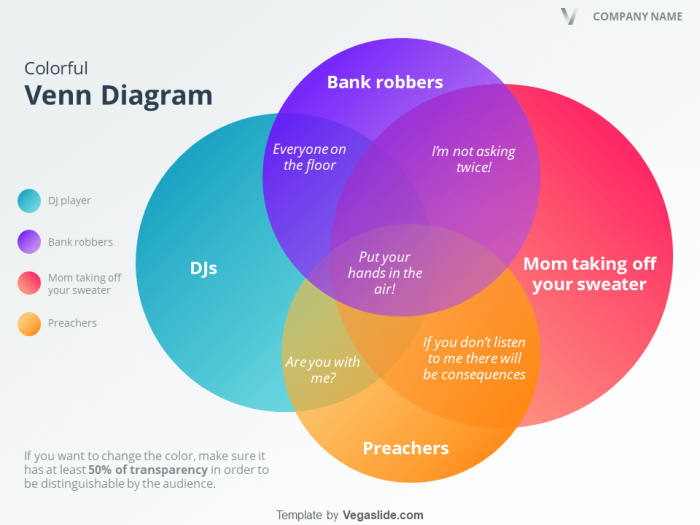 COMPANY NAME
Colorful
Venn Diagram
Bank robbers
Everyone on
the floor
I'm not asking
twice!
DJ player
Bank robbers
Mom taking off
your sweater
Preachers
DJs
Put your
hands in the
air!
Mom taking off
your sweater
Are you with
me?
If you don't listen
to me there will
be consequences
Preachers
If you want to change the color, make sure it
has at least 50% of transparency in order to
be distinguishable by the audience.
Template by Vegaslide.com